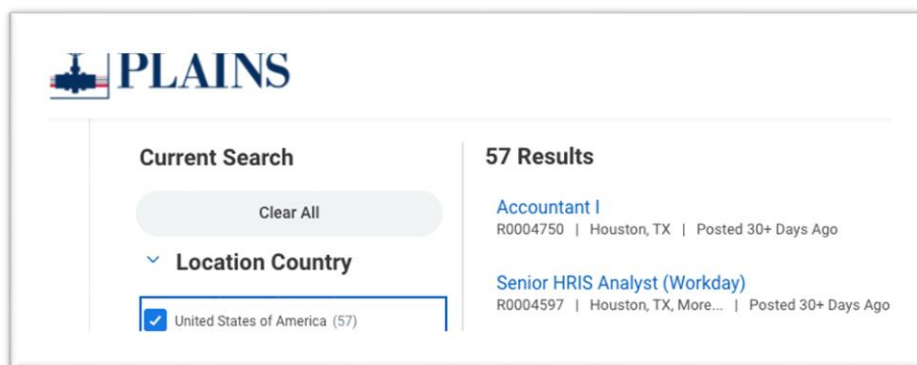 PLAINS
Current Search
Clear All
Location Country
United States of America (57)
57 Results
Accountant I
R0004750 | Houston, TX | Posted 30+ Days Ago
Senior HRIS Analyst (Workday)
R0004597 | Houston, TX, More... | Posted 30+ Days Ago